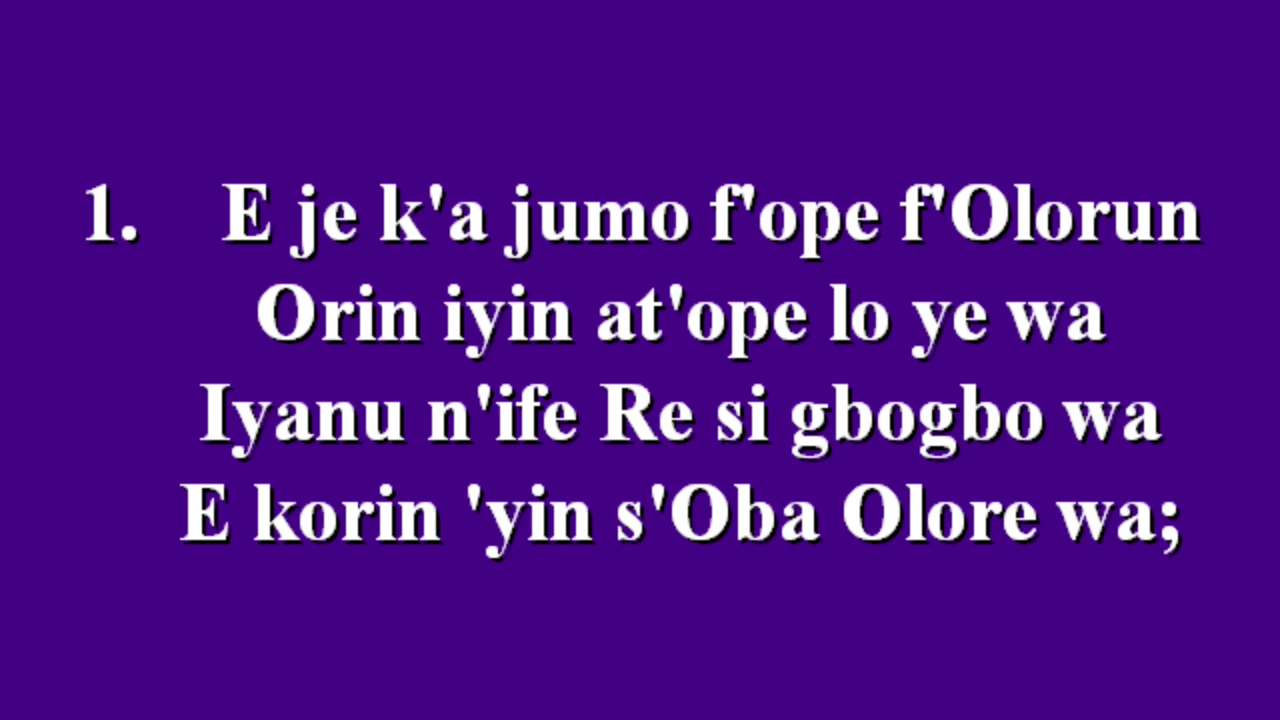 1. E je k'a jumo f'ope f'Olorun
Orin iyin at'ope lo ye wa
Iyanu n'ife Re si gbogbo wa
E korin 'yin s'Oba Olore wa;